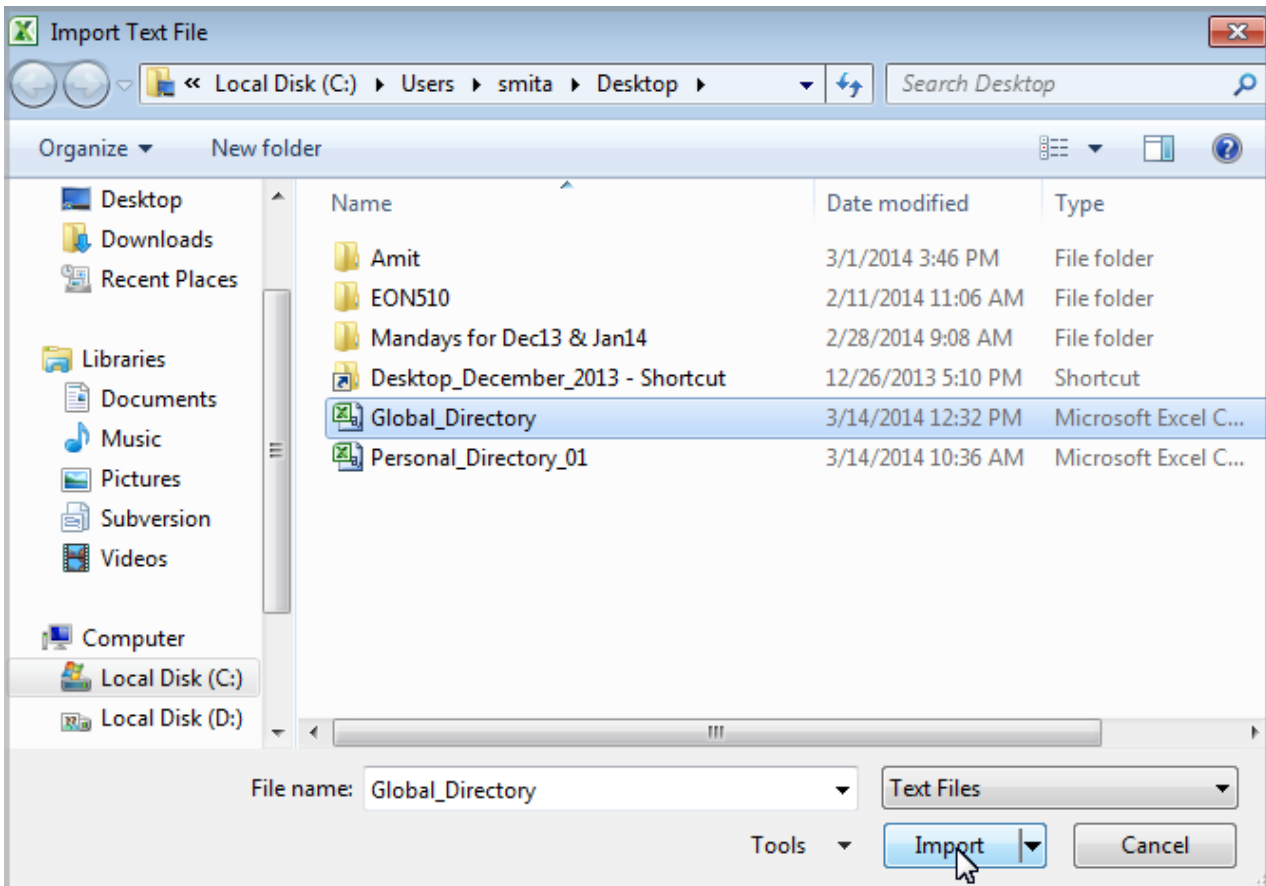 Import Text File
« Local Disk (C:) Users smita Desktop Search Desktop
Organize New folder
Desktop
Downloads
Recent Places
Libraries
Documents
Music
Pictures
Subversion
Videos
Computer
Local Disk (C:)
Local Disk (D:)
Name Date modified Type
Amit 3/1/2014 3:46 PM File folder
EON510 2/11/2014 11:06 AM File folder
Mandays for Dec13 & Jan14 2/28/2014 9:08 AM File folder
Desktop_December_2013 - Shortcut 12/26/2013 5:10 PM Shortcut
Global_Directory 3/14/2014 12:32 PM Microsoft Excel C...
Personal_Directory_01 3/14/2014 10:36 AM Microsoft Excel C...
File name: Global_Directory Text Files
Tools Import Cancel